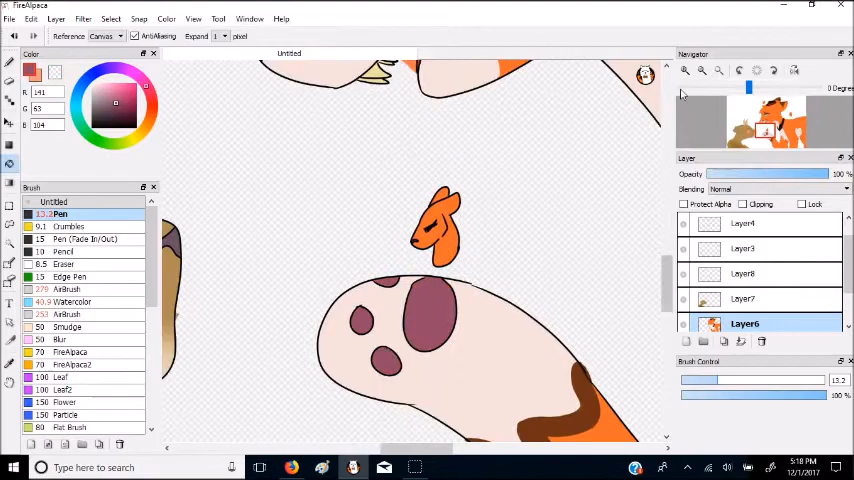 FireAlpaca
File Edit Layer Filter Select Snap Color View Tools Window Help
Reference Canvas AntiAliasing Expand 1 pixel
Color
Untitled
Navigator
R 141
G 63
B 104
0 Degree
Layer
Opacity 100 %
Blending Normal
Protect Alpha Clipping Lock
Layer4
Layer3
Layer8
Layer7
Layer6
Brush Control
13.2
100 %
Brush
Untitled
13.2 Pen
9.1 Crumbles
15 Pen (Fade In/Out)
10 Pencil
8.5 Eraser
15 Edge Pen
279 AirBrush
40.9 Watercolor
253 AirBrush
50 Smudge
50 Blur
70 FireAlpaca
70 FireAlpaca2
100 Leaf
100 Leaf2
150 Flower
150 Particle
80 Flat Brush
Type here to search
5:18 PM
12/1/2017